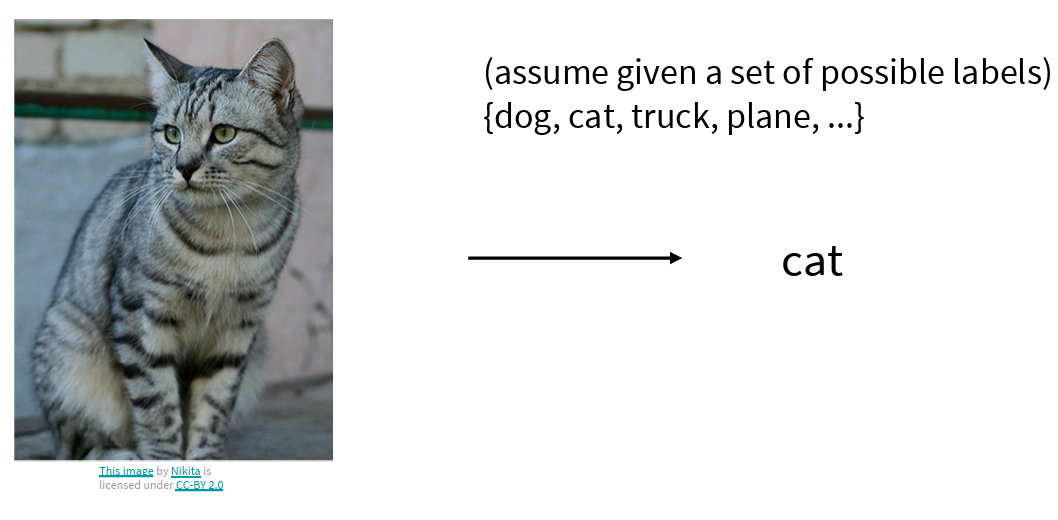 (assume given a set of possible labels)
{dog, cat, truck, plane, ...}
cat
This image by Nikita is
licensed under CC-BY 2.0